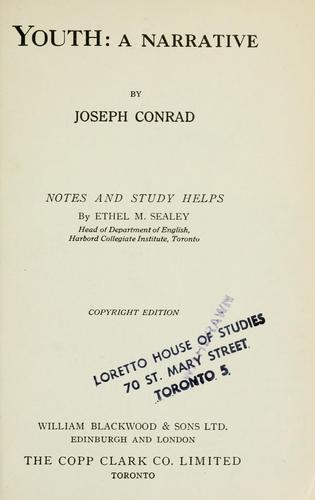 YOUTH: A NARRATIVE
BY
JOSEPH CONRAD
NOTES AND STUDY HELPS
By ETHEL M. SEALEY
Head of Department of English,
Harbord Collegiate Institute, Toronto
COPYRIGHT EDITION
WITHDRAWN
LORETTO HOUSE OF STUDIES
70 ST. MARY STREET
TORONTO 5.
WILLIAM BLACKWOOD & SONS LTD.
EDINBURGH AND LONDON
THE COPP CLARK CO. LIMITED
TORONTO